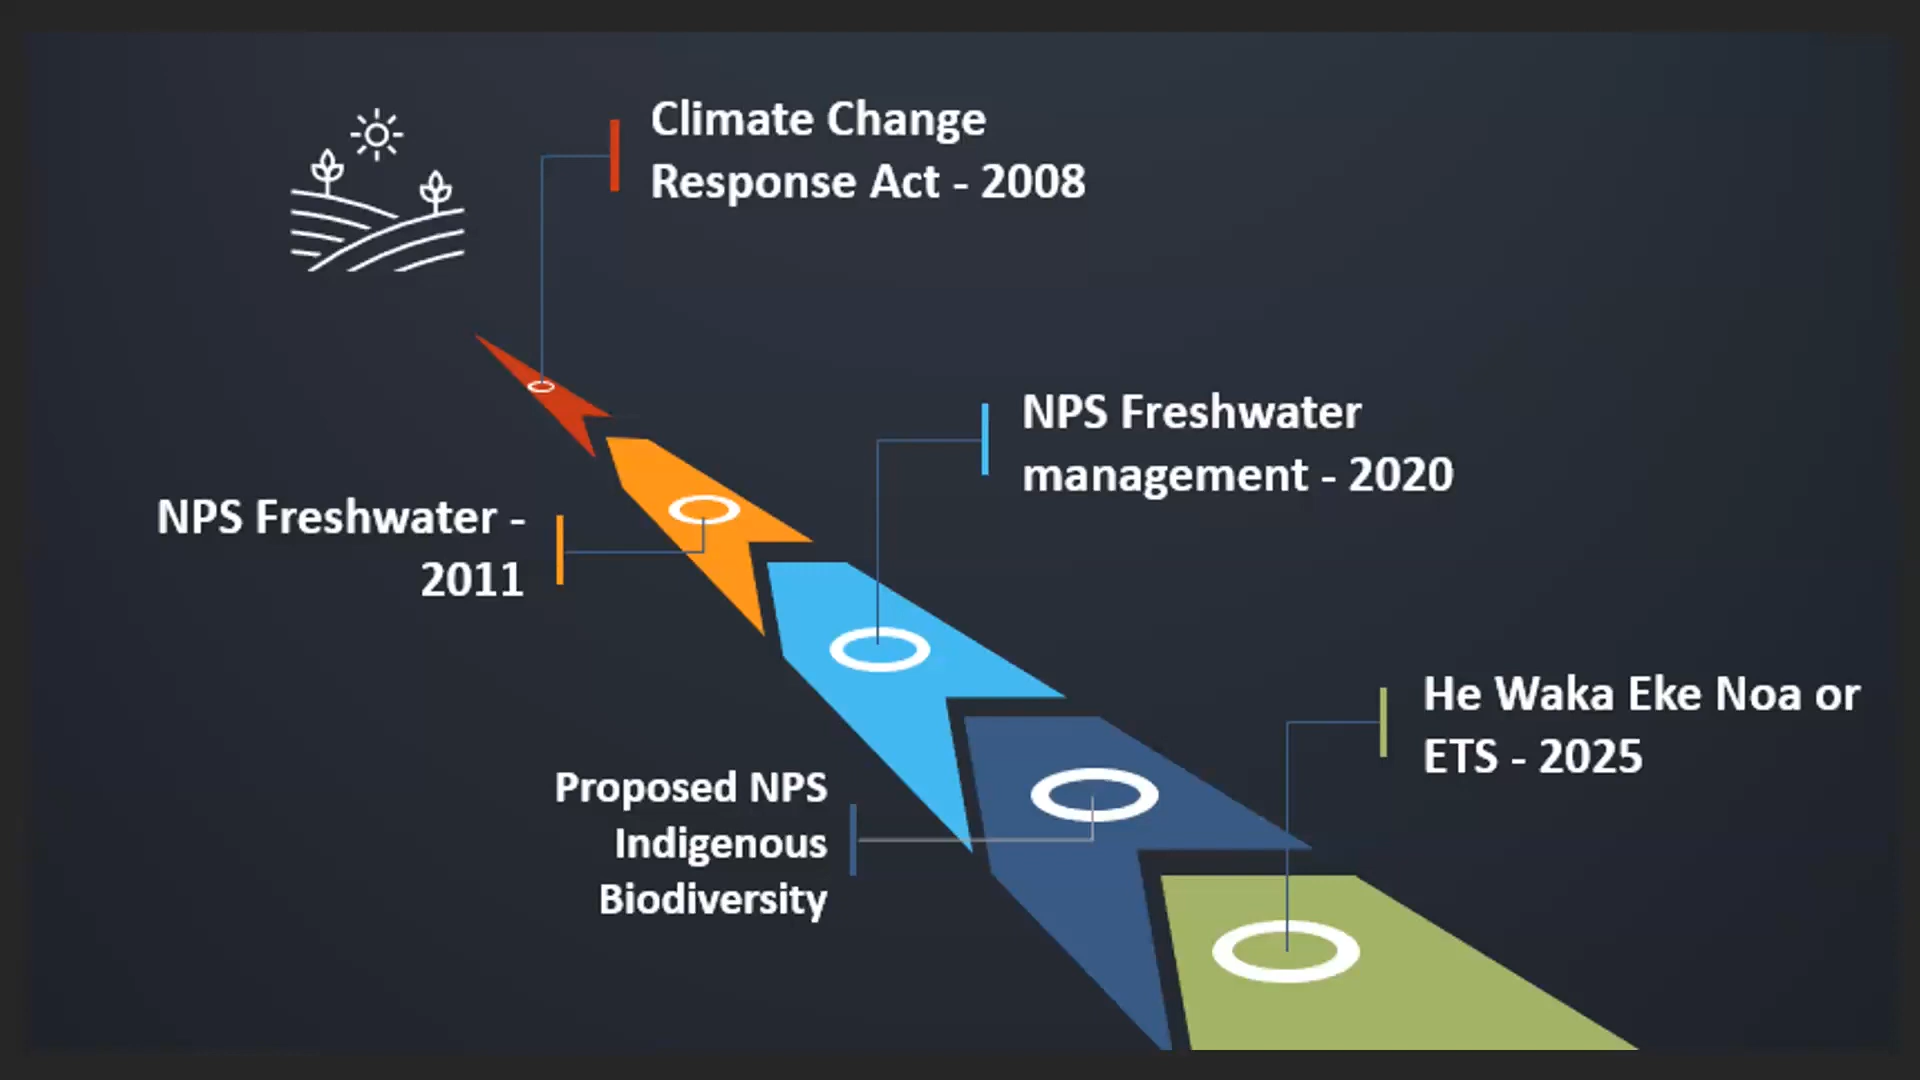 Climate Change
Response Act - 2008
NPS Freshwater -
2011
NPS Freshwater
management - 2020
Proposed NPS
Indigenous
Biodiversity
He Waka Eke Noa or
ETS - 2025